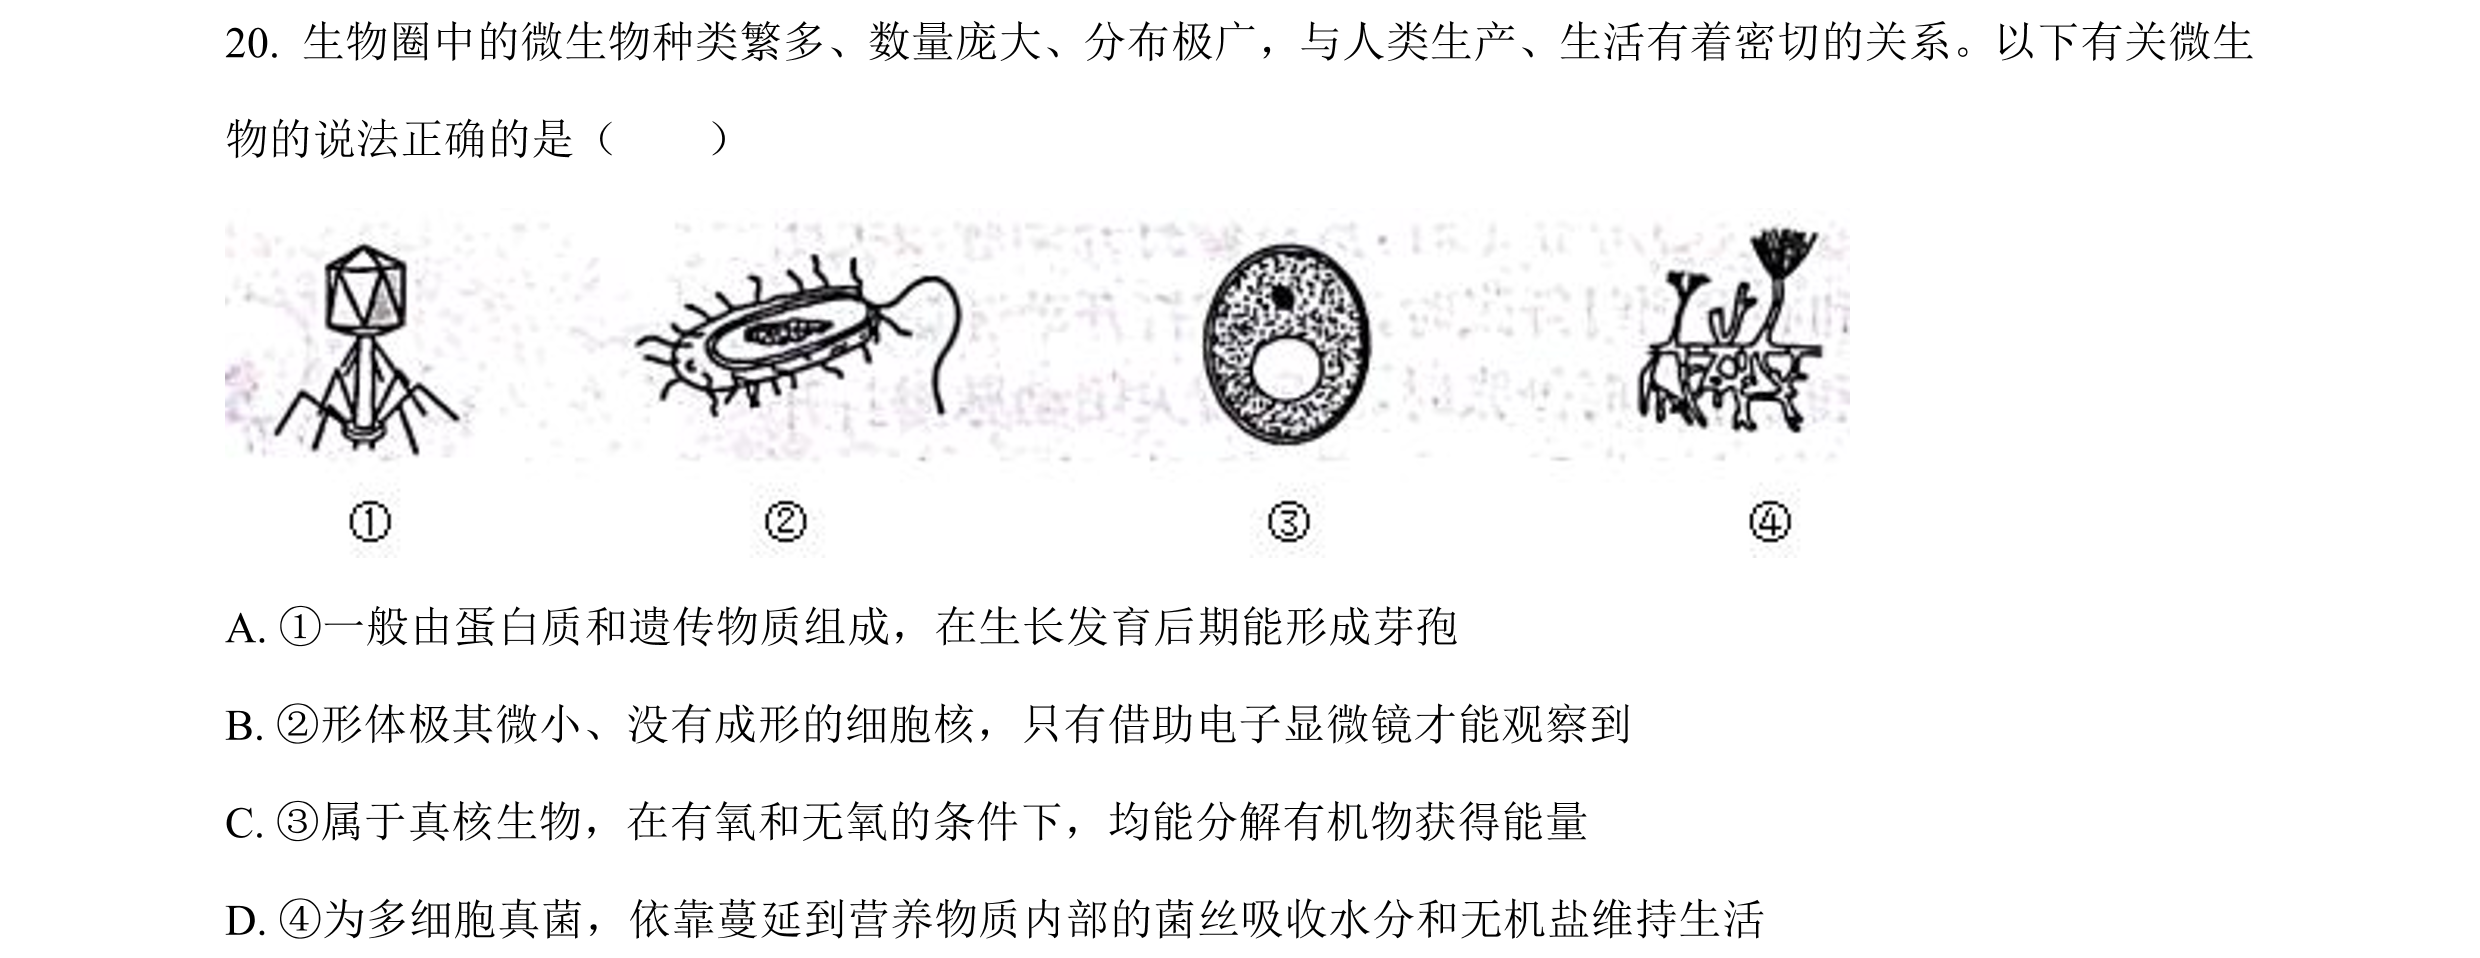 20. 生物圈中的微生物种类繁多、数量庞大、分布极广，与人类生产、生活有着密切的关系。以下有关微生
物的说法正确的是（　　）
① ② ③ ④
A. ①一般由蛋白质和遗传物质组成，在生长发育后期能形成芽孢
B. ②形体极其微小、没有成形的细胞核，只有借助电子显微镜才能观察到
C. ③属于真核生物，在有氧和无氧的条件下，均能分解有机物获得能量
D. ④为多细胞真菌，依靠蔓延到营养物质内部的菌丝吸收水分和无机盐维持生活